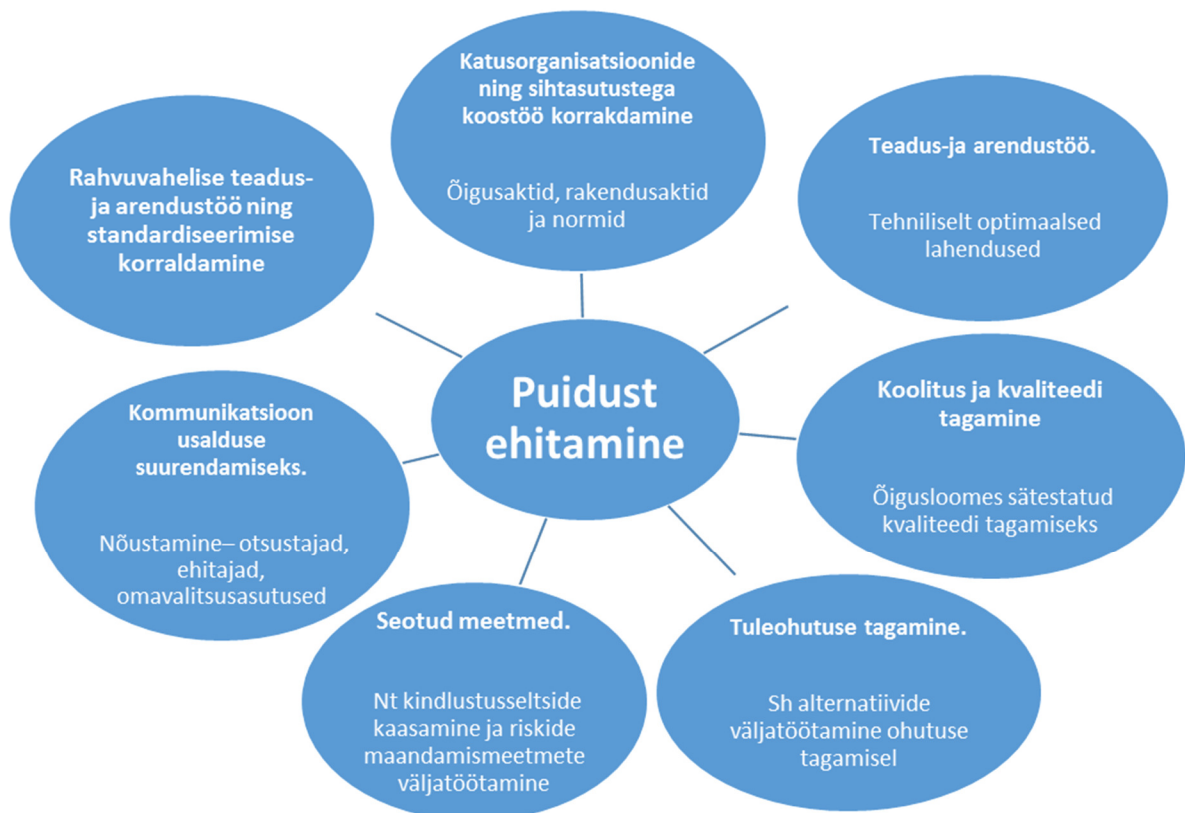 Katusorganisatsioonide
ning sihtasutustega
koostöö korrakdamine
Õigusaktid, rakendusaktid
ja normid
Teadus-ja arendustöö.
Tehniliselt optimaalsed
lahendused
Koolitus ja kvaliteedi
tagamine
Õigusloomes sätestatud
kvaliteedi tagamiseks
Tuleohutuse tagamine.
Sh alternatiivide
väljatöötamine ohutuse
tagamisel
Seotud meetmed.
Nt kindlustusseltside
kaasamine ja riskide
maandamismeetmete
väljatöötamine
Kommunikatsioon
usalduse
suurendamiseks.
Nõustamine– otsustajad,
ehitajad,
omavalitsusasutused
Rahvuvahelise teadus-
ja arendustöö ning
standardiseerimise
korraldamine
Puidust
ehitamine